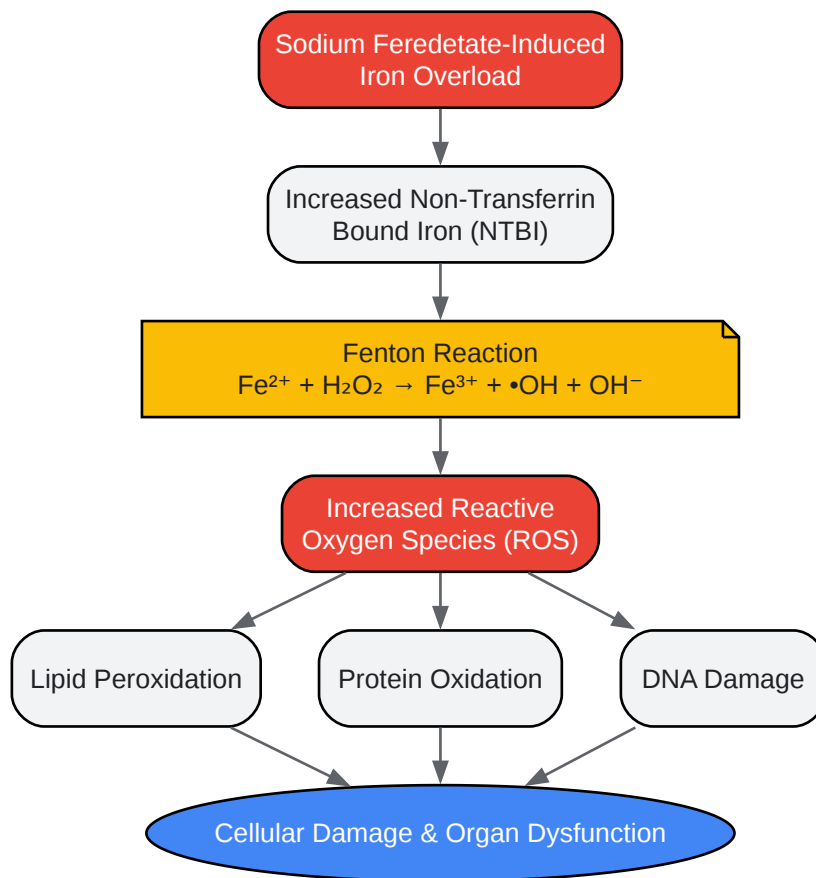 Sodium Feredetate-Induced
Iron Overload
Increased Non-Transferrin
Bound Iron (NTBI)
Fenton Reaction
Fe²⁺ + H₂O₂ → Fe³⁺ + •OH + OH⁻
Increased Reactive
Oxygen Species (ROS)
Lipid Peroxidation
Protein Oxidation
DNA Damage
Cellular Damage & Organ Dysfunction